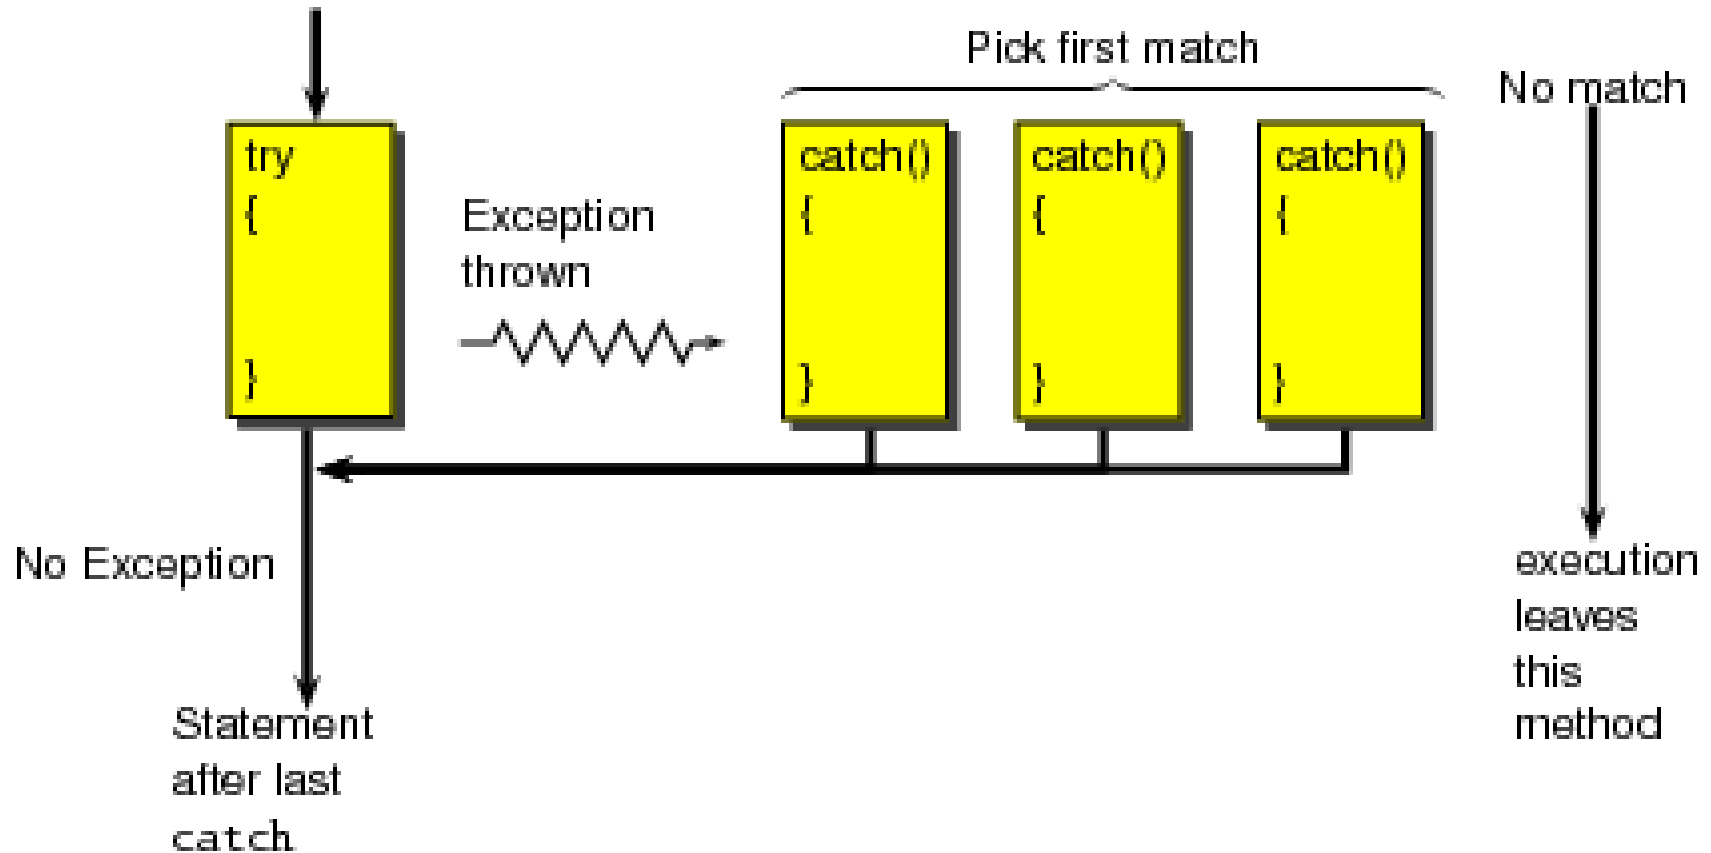 Pick first match
No match
try
{
}
Exception
thrown
catch()
{
}
catch()
{
}
catch()
{
}
No Exception
Statement
after last
catch
execution
leaves
this
method